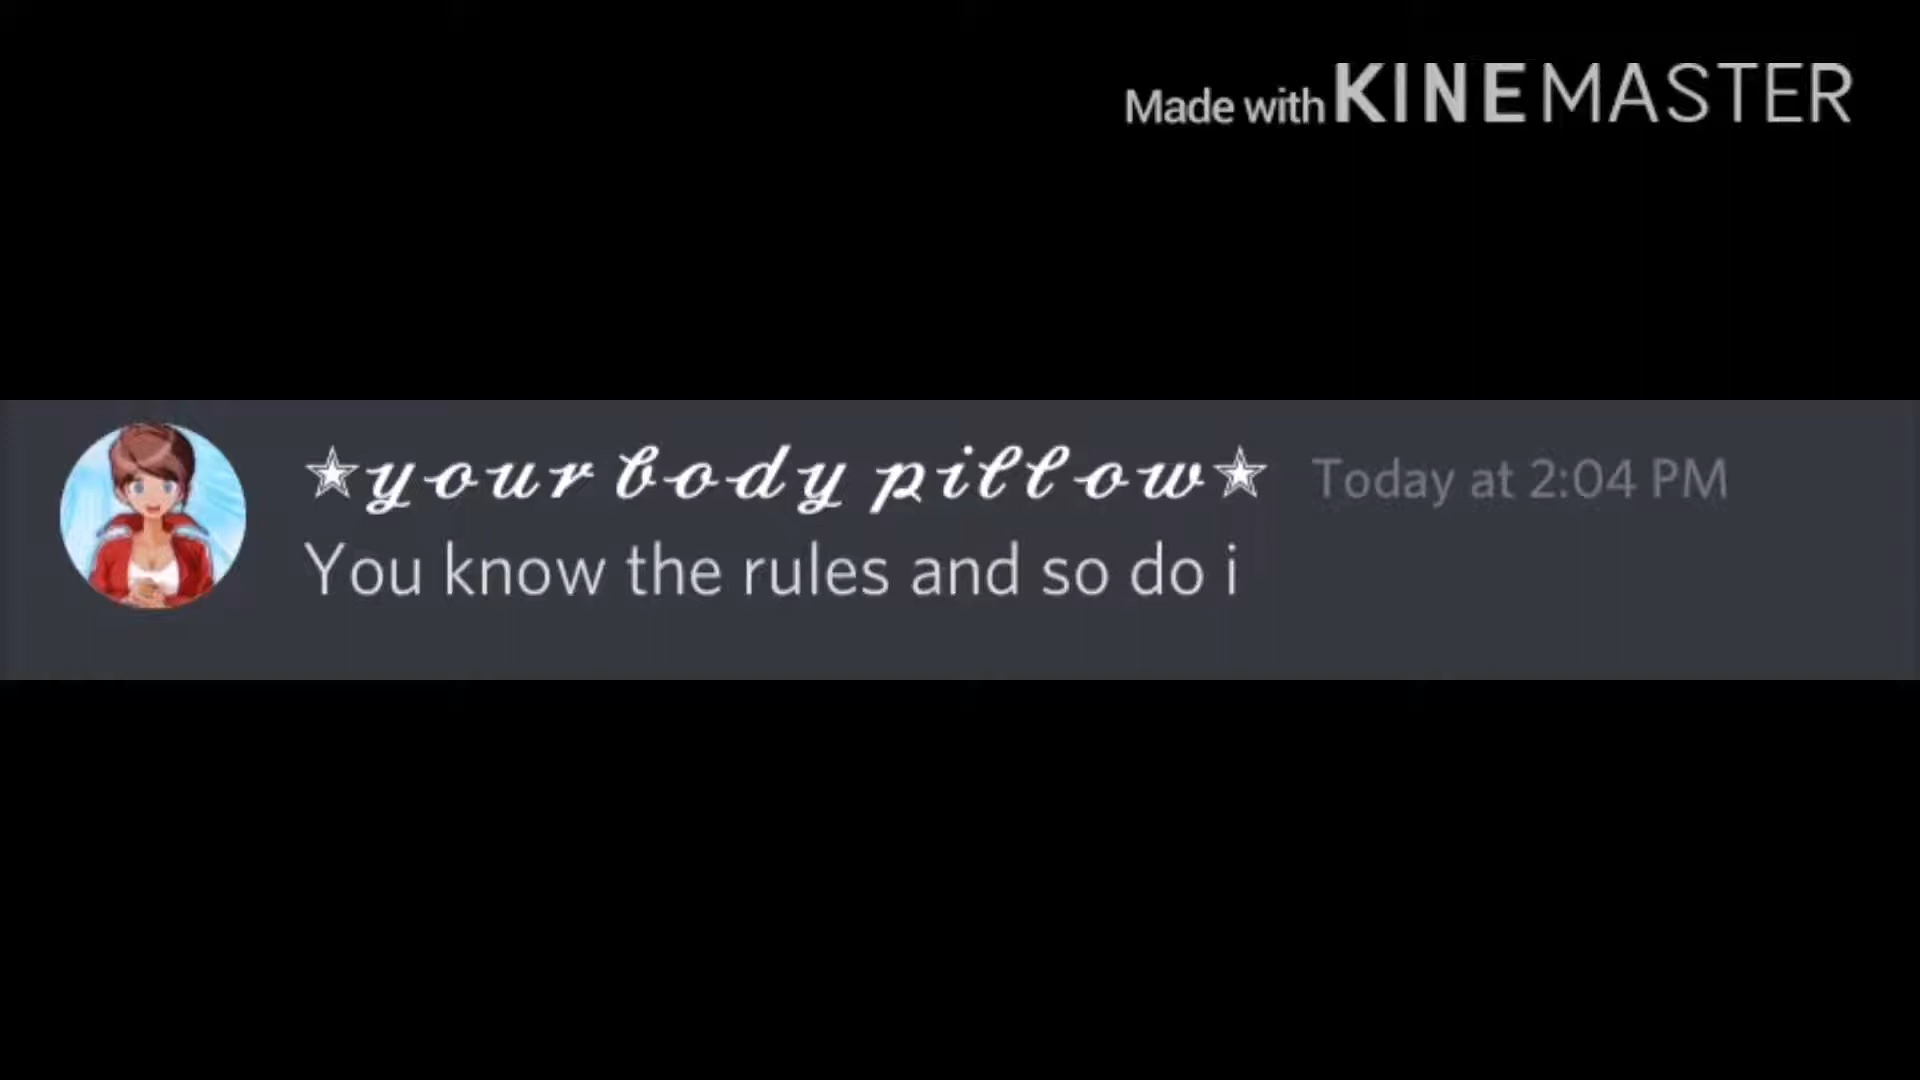 Made with KINEMASTER
☆your body pillow☆ Today at 2:04 PM
You know the rules and so do i